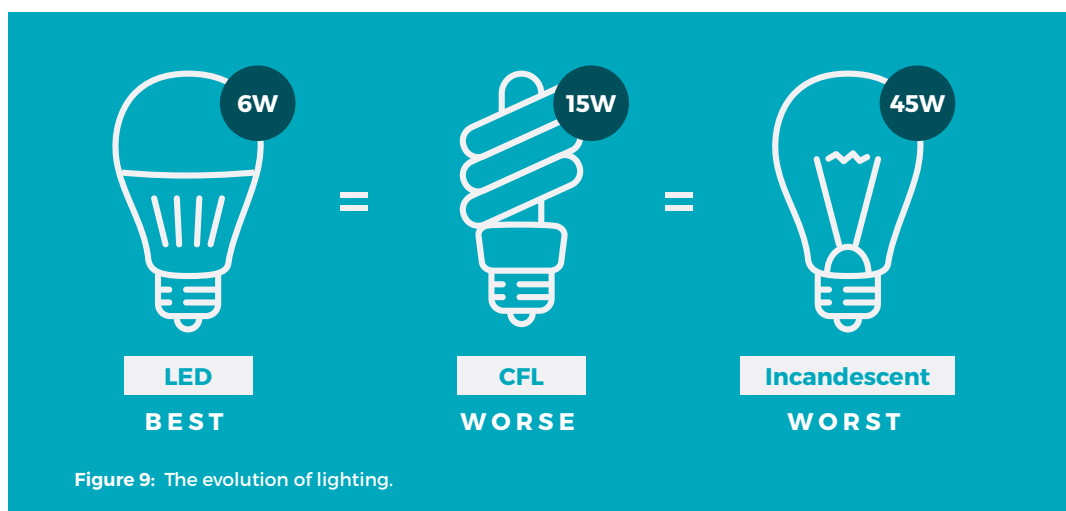 6W
15W
45W
=
=
LED
CFL
Incandescent
BEST
WORSE
WORST
Figure 9: The evolution of lighting.